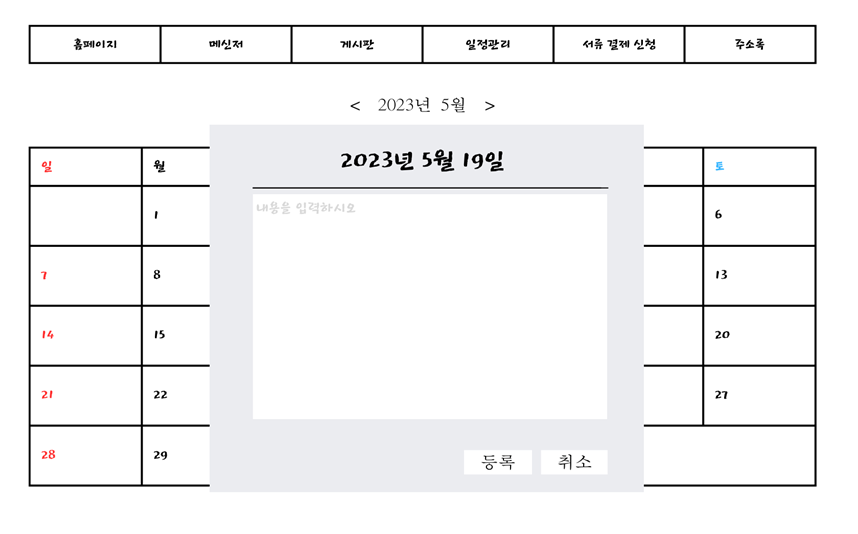 홈페이지 메신저 게시판 일정관리 서류 결제 신청 주소록
< 2023년 5월 >
2023년 5월 19일
일 월 토
내용을 입력하시오
1 6
7 8 13
14 15 20
21 22 27
28 29
등록 취소